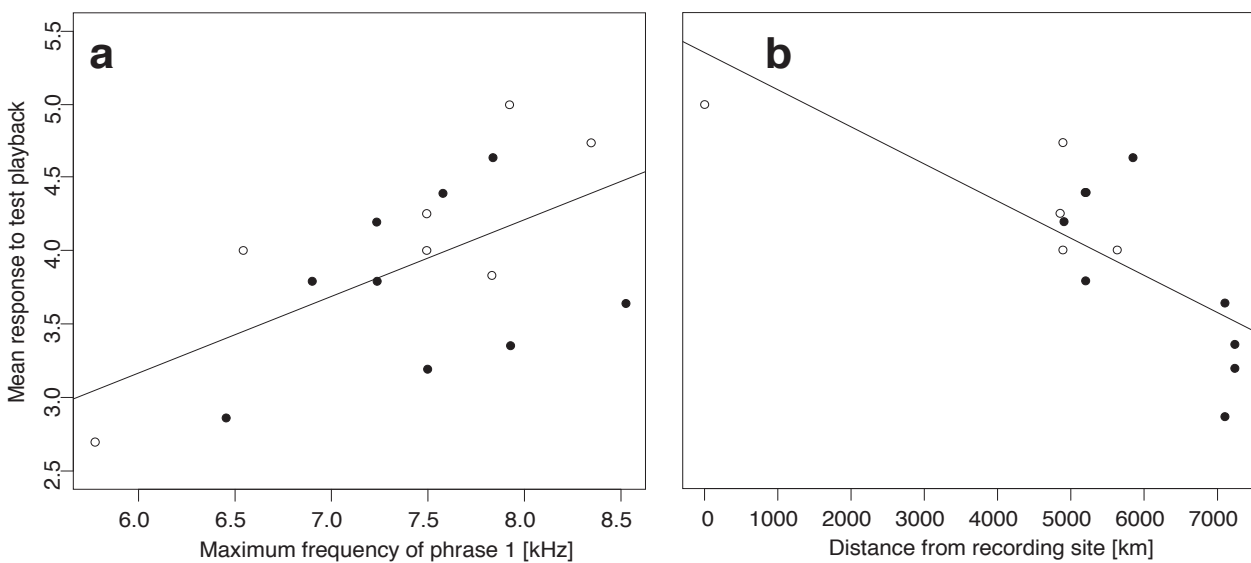 a
b
Mean response to test playback
5.5
5.0
4.5
4.0
3.5
3.0
2.5
6.0 6.5 7.0 7.5 8.0 8.5
Maximum frequency of phrase 1 [kHz]
0 1000 2000 3000 4000 5000 6000 7000
Distance from recording site [km]